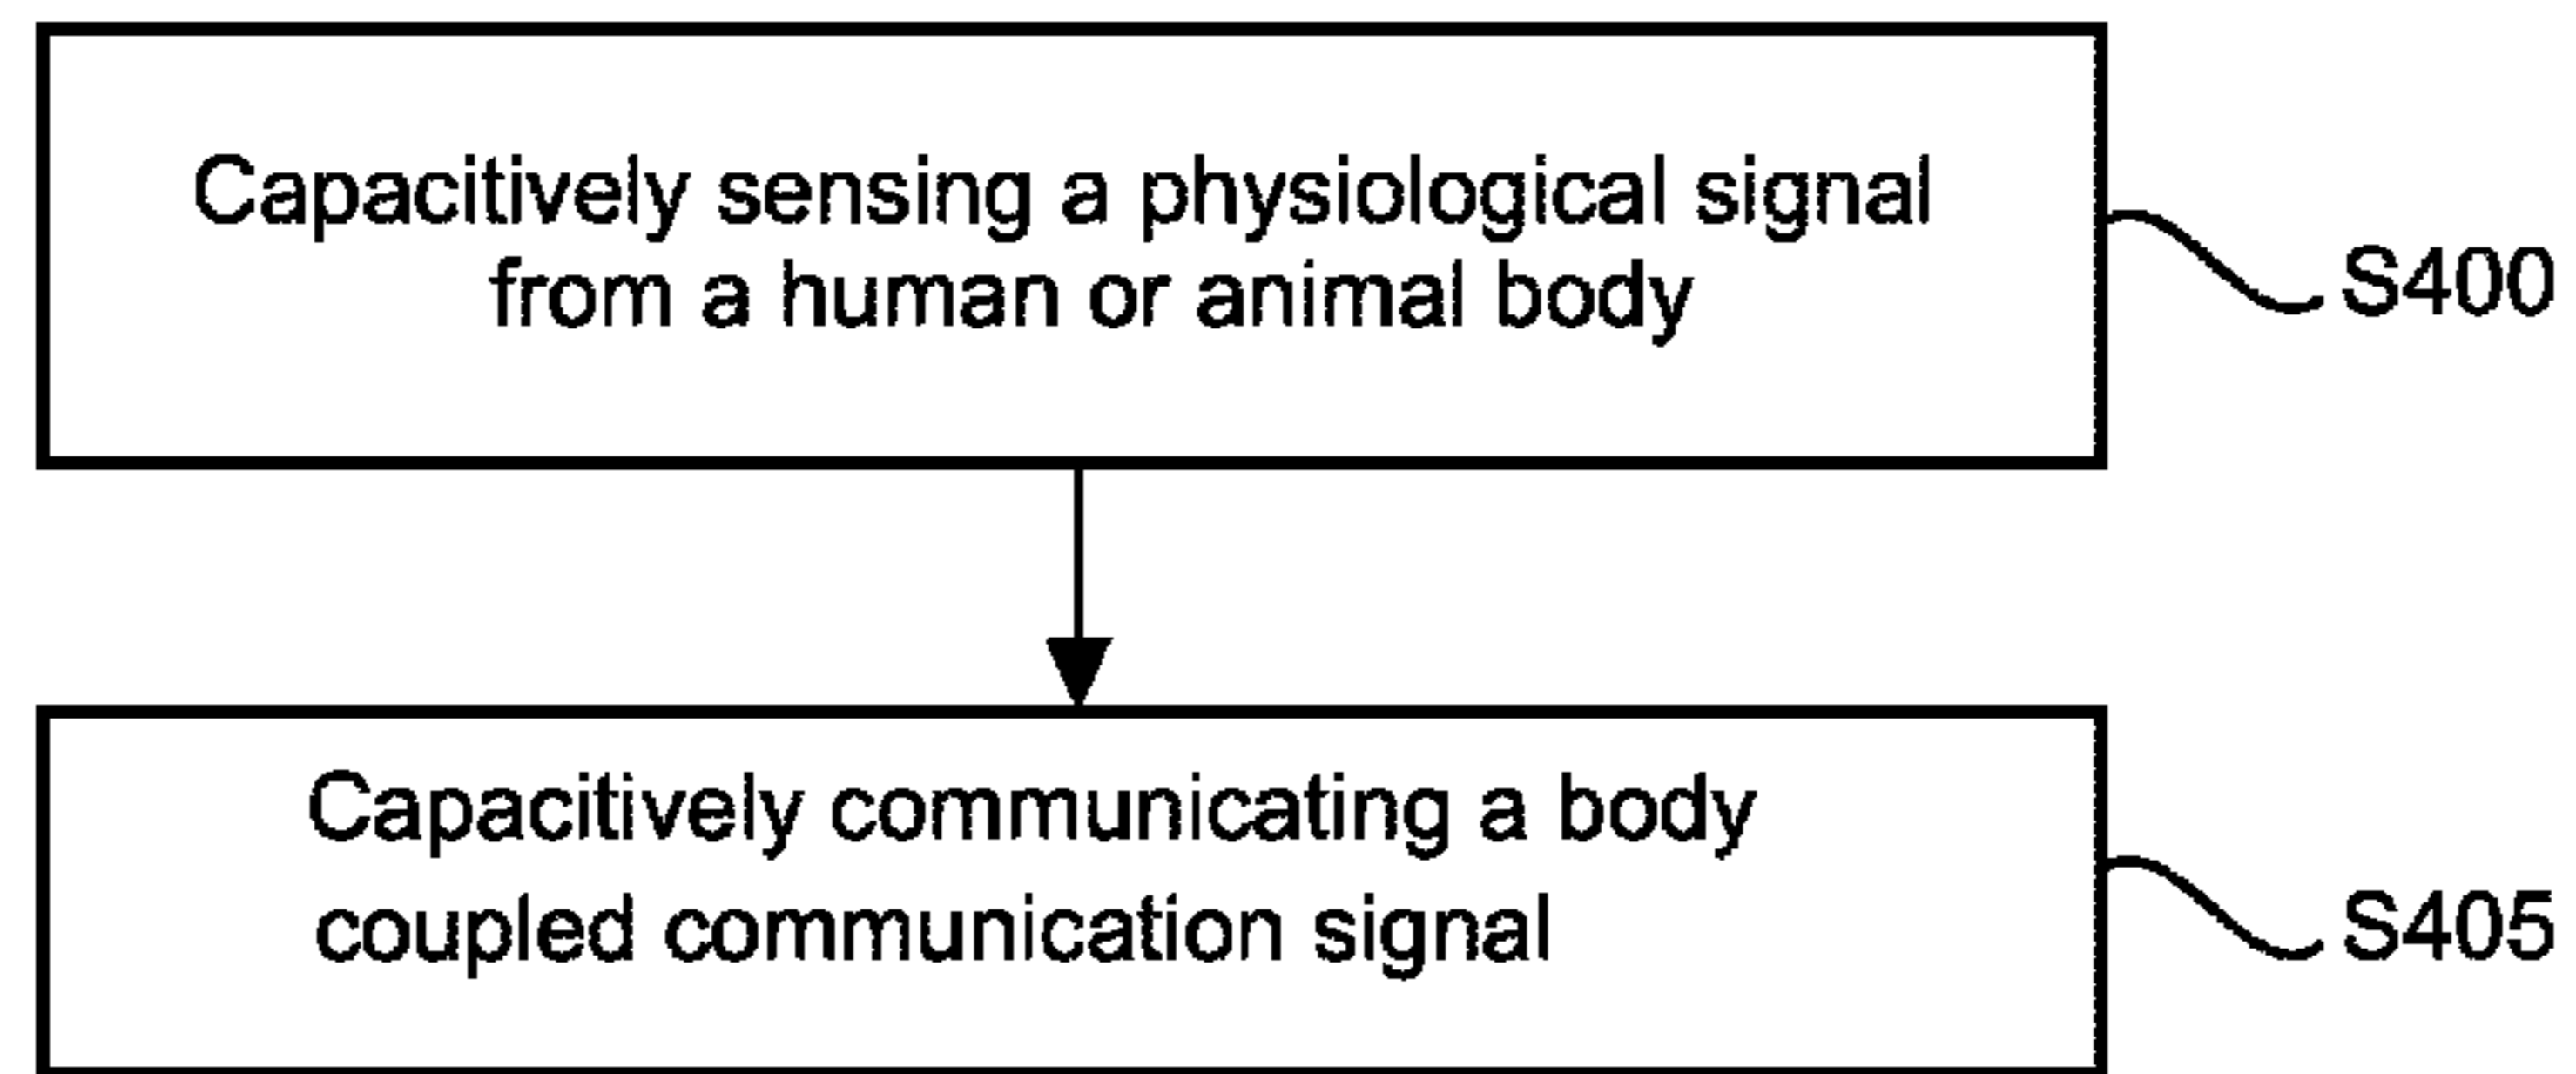 Capacitively sensing a physiological signal
from a human or animal body
S400
Capacitively communicating a body
coupled communication signal
S405